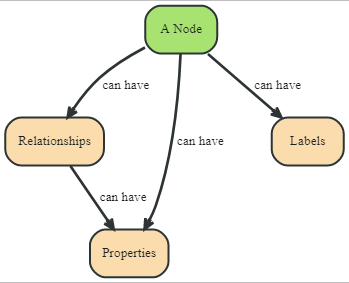 A Node
can have
can have
can have
Relationships
Labels
can have
Properties